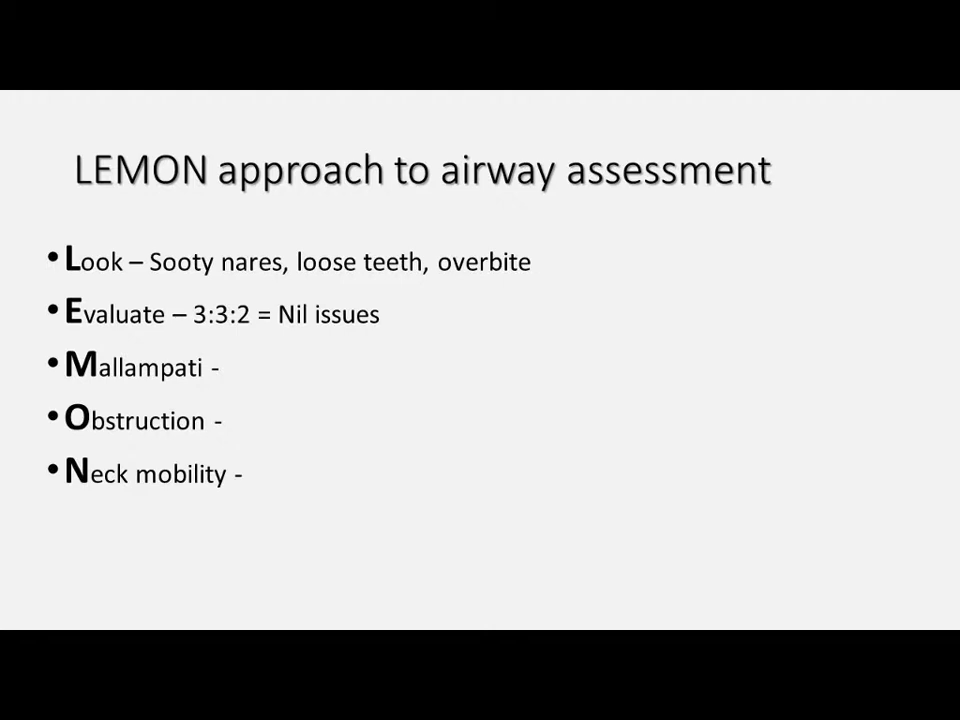 LEMON approach to airway assessment
• Look – Sooty nares, loose teeth, overbite
• Evaluate – 3:3:2 = Nil issues
• Mallampati -
• Obstruction -
• Neck mobility -